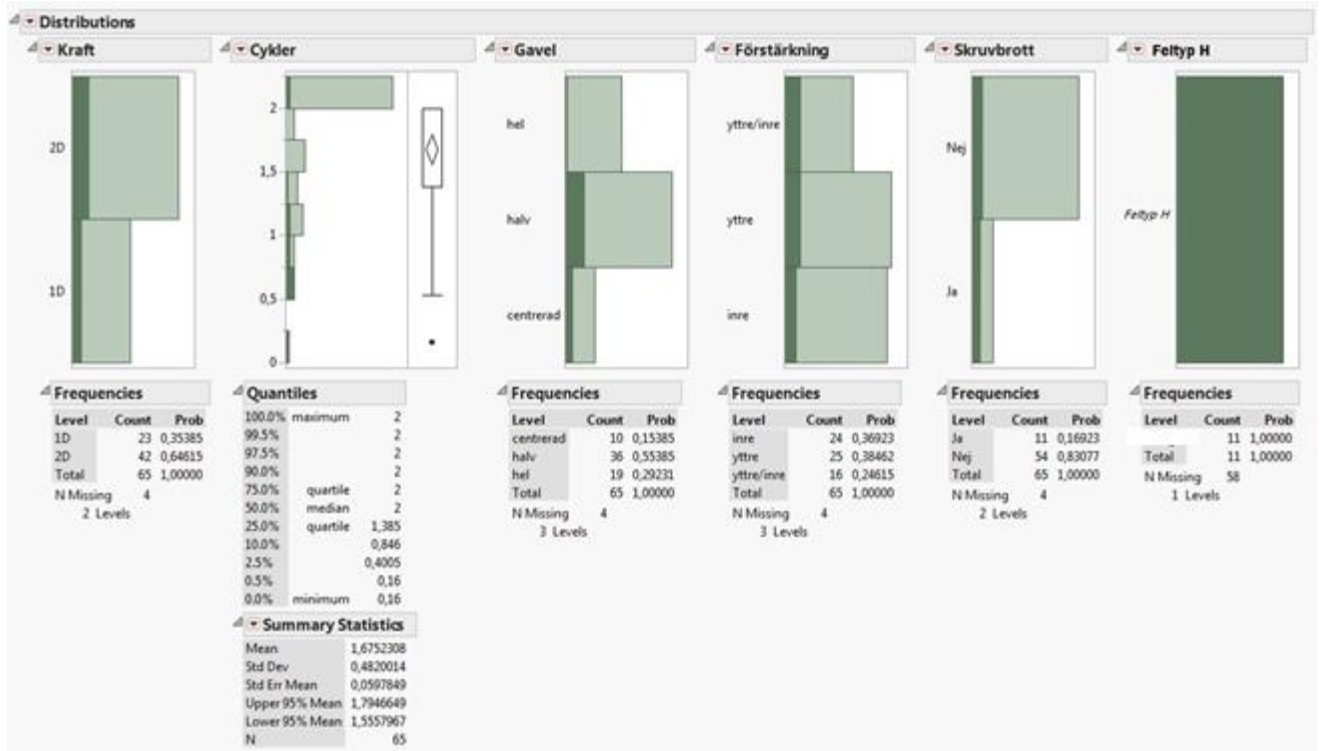 Distributions
Kraft
2D
1D
Frequencies
Level Count Prob
1D 23 0,35385
2D 42 0,64615
Total 65 1,00000
N Missing 4
2 Levels
Cykler
2
1,5
1
0,5
0
Quantiles
100.0% maximum 2
99.5% 2
97.5% 2
90.0% 2
75.0% quartile 2
50.0% median 2
25.0% quartile 1,385
10.0% 0,846
2.5% 0,4005
0.5% 0,16
0.0% minimum 0,16
Summary Statistics
Mean 1,6752308
Std Dev 0,4820014
Std Err Mean 0,0597849
Upper 95% Mean 1,7946649
Lower 95% Mean 1,5557967
N 65
Gavel
hel
halv
centrerad
Frequencies
Level Count Prob
centrerad 10 0,15385
halv 36 0,55385
hel 19 0,29231
Total 65 1,00000
N Missing 4
3 Levels
Förstärkning
yttre/inre
yttre
inre
Frequencies
Level Count Prob
inre 24 0,36923
yttre 25 0,38462
yttre/inre 16 0,24615
Total 65 1,00000
N Missing 4
3 Levels
Skruvbrott
Nej
Ja
Frequencies
Level Count Prob
Ja 11 0,16923
Nej 54 0,83077
Total 65 1,00000
N Missing 4
2 Levels
Feltyp H
Feltyp H
Frequencies
Level Count Prob
11 1,00000
Total 11 1,00000
N Missing 58
1 Levels